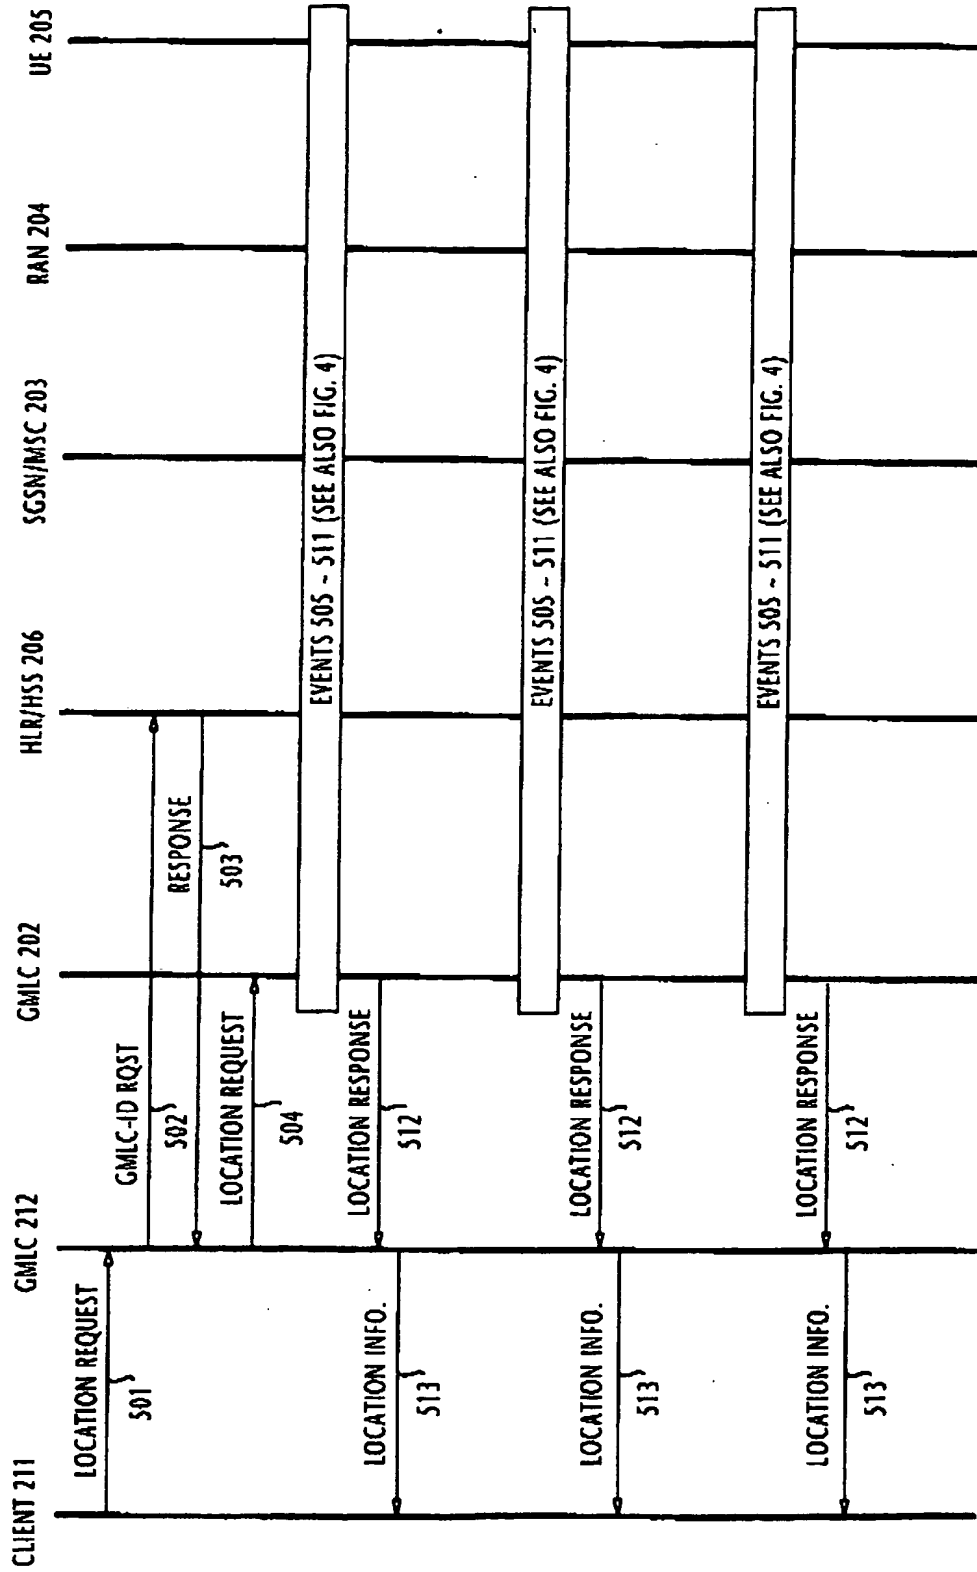 CLIENT 211
GMLC 212
GMLC 202
HLR/HSS 206
SGSN/MSC 203
RAN 204
UE 205
LOCATION REQUEST
501
GMLC-ID RQST
502
RESPONSE
503
LOCATION REQUEST
504
EVENTS 505 ~ 511 (SEE ALSO FIG. 4)
LOCATION RESPONSE
512
LOCATION INFO.
513
EVENTS 505 ~ 511 (SEE ALSO FIG. 4)
LOCATION RESPONSE
512
LOCATION INFO.
513
EVENTS 505 ~ 511 (SEE ALSO FIG. 4)
LOCATION RESPONSE
512
LOCATION INFO.
513